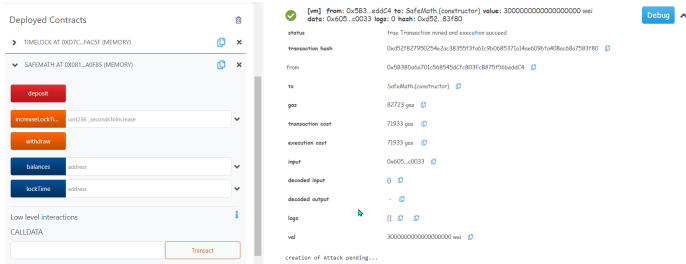 Deployed Contracts
TIMELOCK AT 0XD7C...FAC5F (MEMORY)
SAFEMATH AT 0X081...A0FB5 (MEMORY)
deposit
increaseLockTi...
uint256 _secondsToIncrease
withdraw
balances
address
lockTime
address
Low level interactions
i
CALLDATA
Transact
[vm] from: 0x5B3...eddC4 to: SafeMath.(constructor) value: 3000000000000000000 wei
data: 0x605...c0033 logs: 0 hash: 0xd52...83f80
Debug
status
true Transaction mined and execution succeed
transaction hash
from
to
SafeMath.(constructor)
gas
82723 gas
transaction cost
71933 gas
execution cost
71933 gas
input
0x605...c0033
decoded input
{}
decoded output
-
logs
[]
val
3000000000000000000 wei
creation of Attack pending...